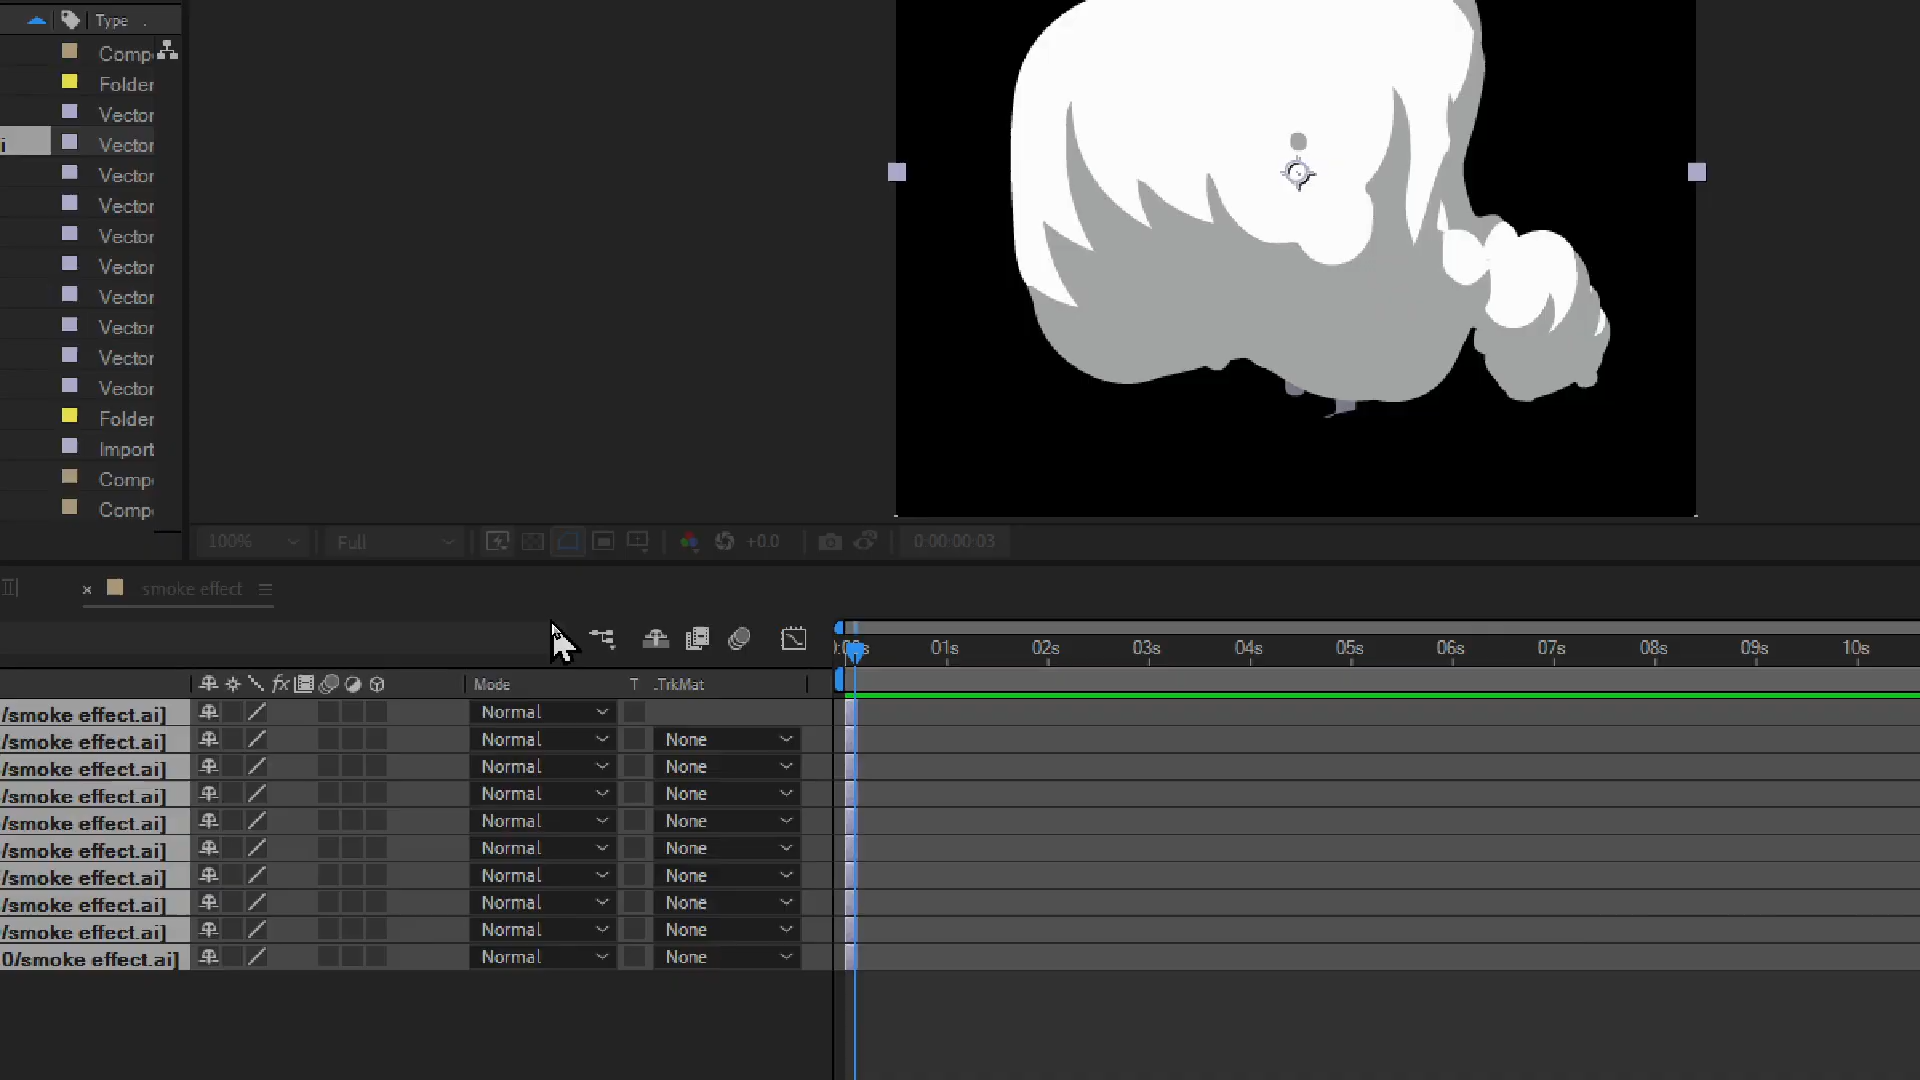 Type
Comp
Folder
Vector
i Vector
Vector
Vector
Vector
Vector
Vector
Vector
Vector
Vector
Folder
Import
Comp
Comp
100% Full +0.0 0:00:00:03
× smoke effect
01s 02s 03s 04s 05s 06s 07s 08s 09s 10s
fx Mode T .TrkMat
/smoke effect.ai] Normal
/smoke effect.ai] Normal None
/smoke effect.ai] Normal None
/smoke effect.ai] Normal None
/smoke effect.ai] Normal None
/smoke effect.ai] Normal None
/smoke effect.ai] Normal None
/smoke effect.ai] Normal None
/smoke effect.ai] Normal None
0/smoke effect.ai] Normal None